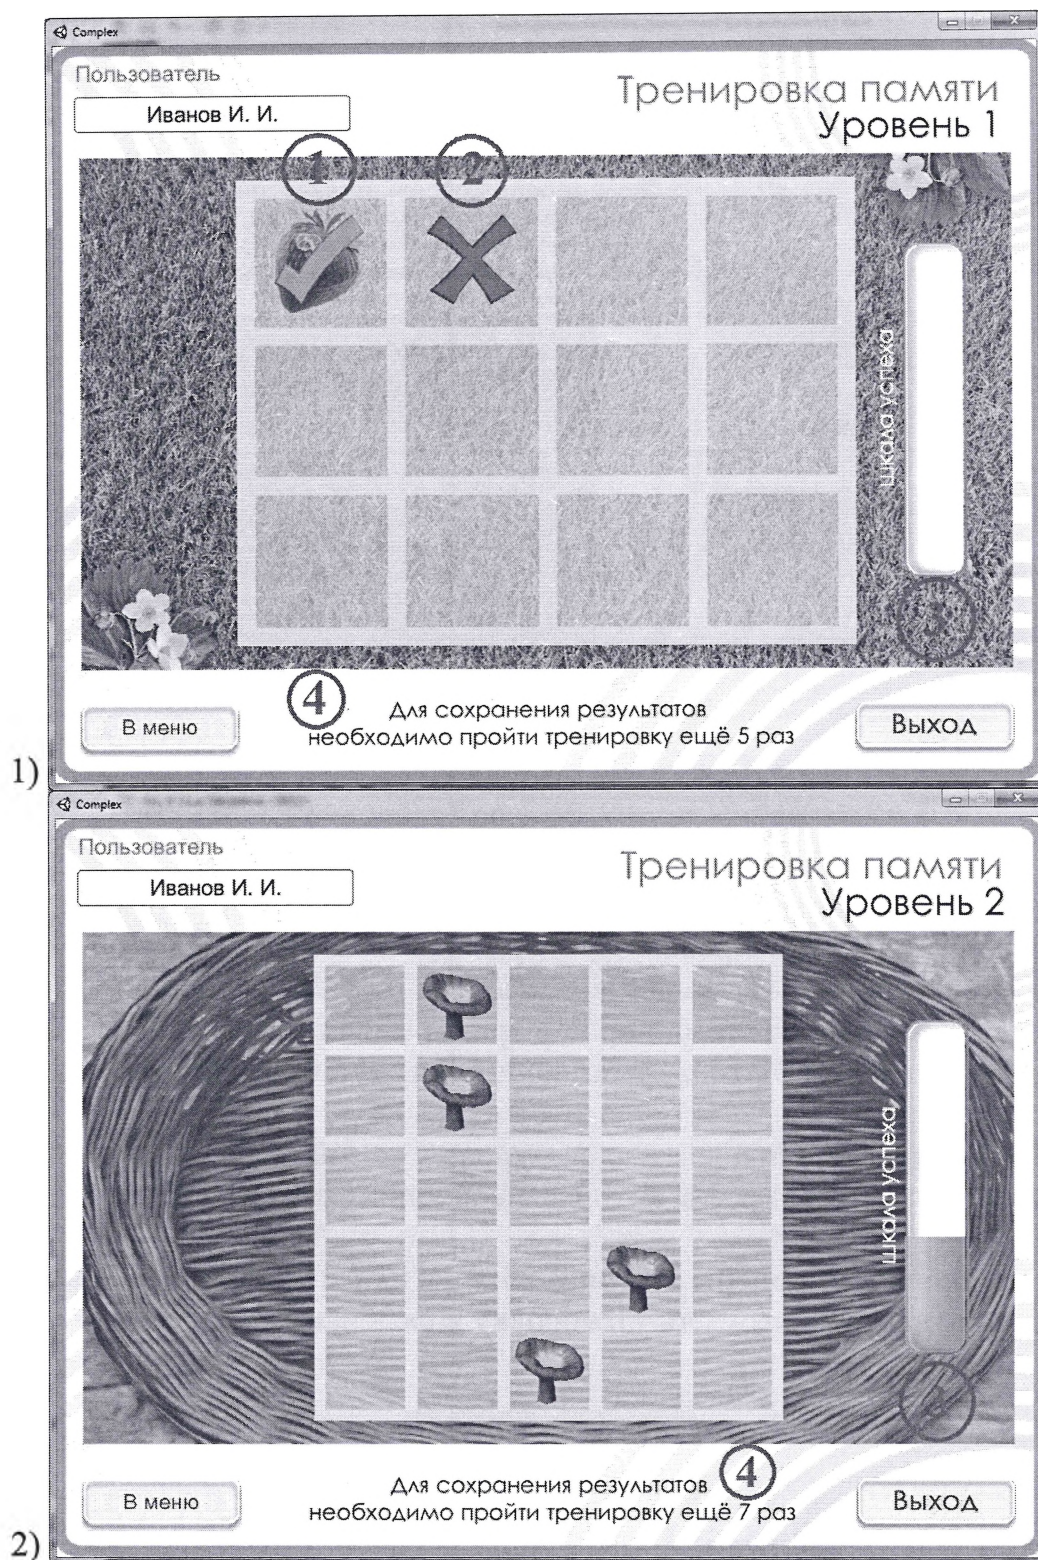 Complex
Пользователь
Иванов И. И.
Тренировка памяти
Уровень 1
1
2
шкала успеха
3
4
Для сохранения результатов
необходимо пройти тренировку ещё 5 раз
В меню
Выход
1)
Complex
Пользователь
Иванов И. И.
Тренировка памяти
Уровень 2
шкала успеха
3
4
Для сохранения результатов
необходимо пройти тренировку ещё 7 раз
В меню
Выход
2)